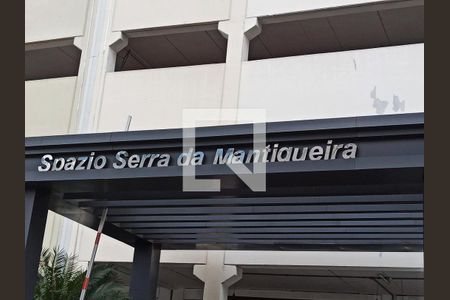 Spazio Serra da Mantiqueira